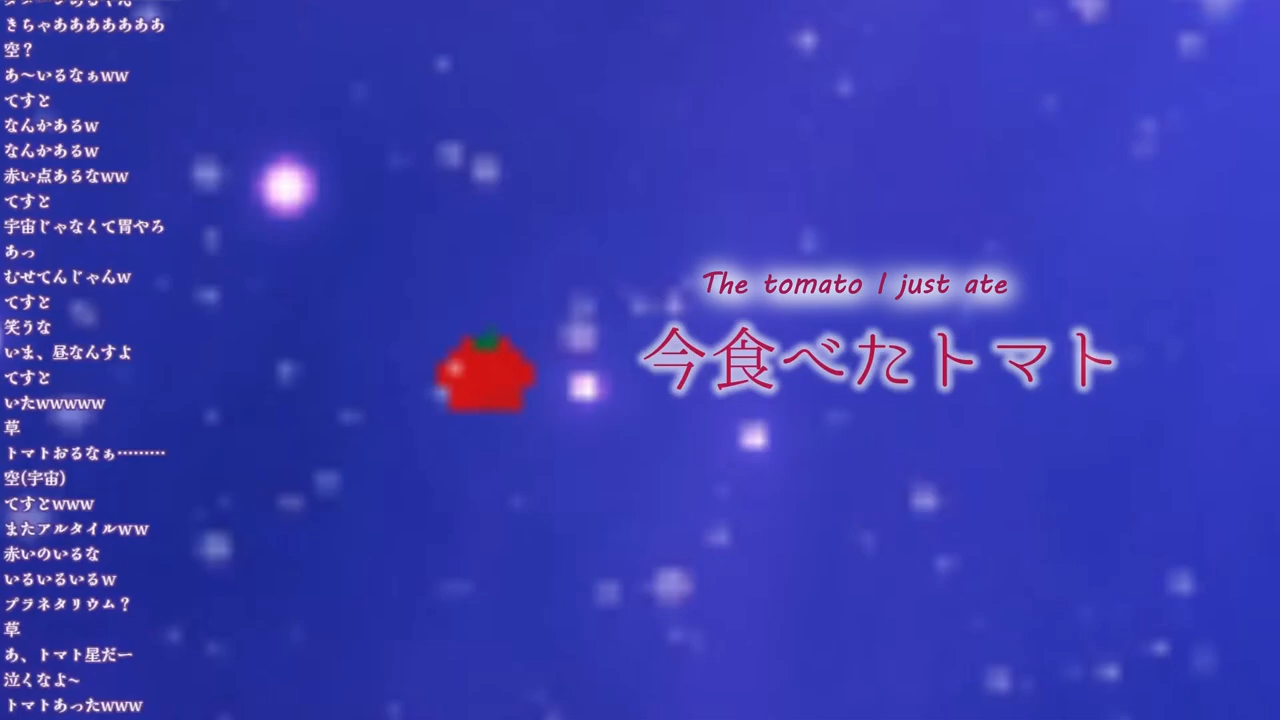 きちゃあああああああ
空？
あ～いるなぁww
てすと
なんかあるw
なんかあるw
赤い点あるなww
てすと
宇宙じゃなくて胃やろ
あっ
むせてんじゃんw
てすと
笑うな
いま、昼なんすよ
てすと
いたwwwww
草
トマトおるなぁ………
空(宇宙)
てすとwww
またアルタイルww
赤いのいるな
いるいるいるw
プラネタリウム？
草
あ、トマト星だー
泣くなよ~
トマトあったwww
The tomato I just ate
今食べたトマト